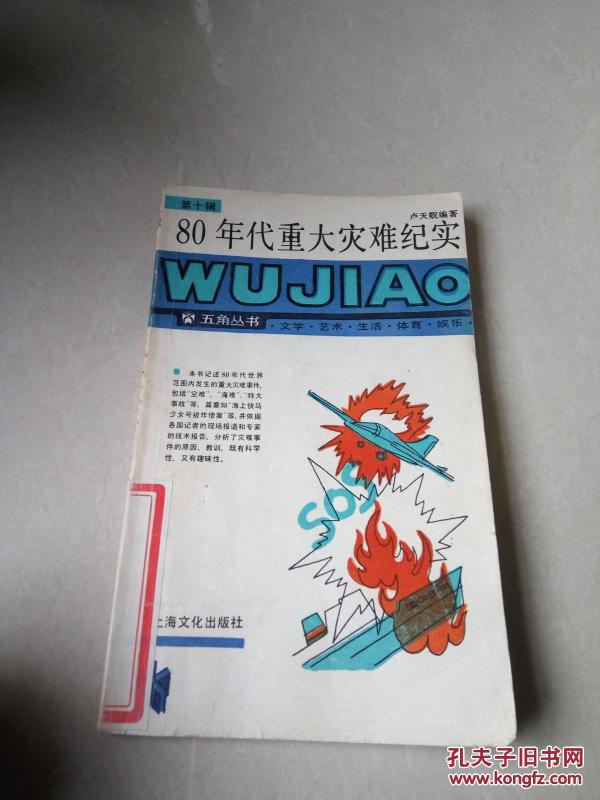 第十辑
卢天贶编著
80年代重大灾难纪实
WUJIAO
五角丛书
·文学·艺术·生活·体育·娱乐·
本书记述80年代世界
范围内发生的重大灾难事件,
包括“空难”、“海难”、“特大
事故”等,篇章如“海上快马
少女号被炸惨案”等,并依据
各国记者的现场报道和专家
的技术报告,分析了灾难事
件的原因、教训,既有科学
性,又有趣味性。
SOS
上海文化出版社
孔夫子旧书网
www.kongfz.com